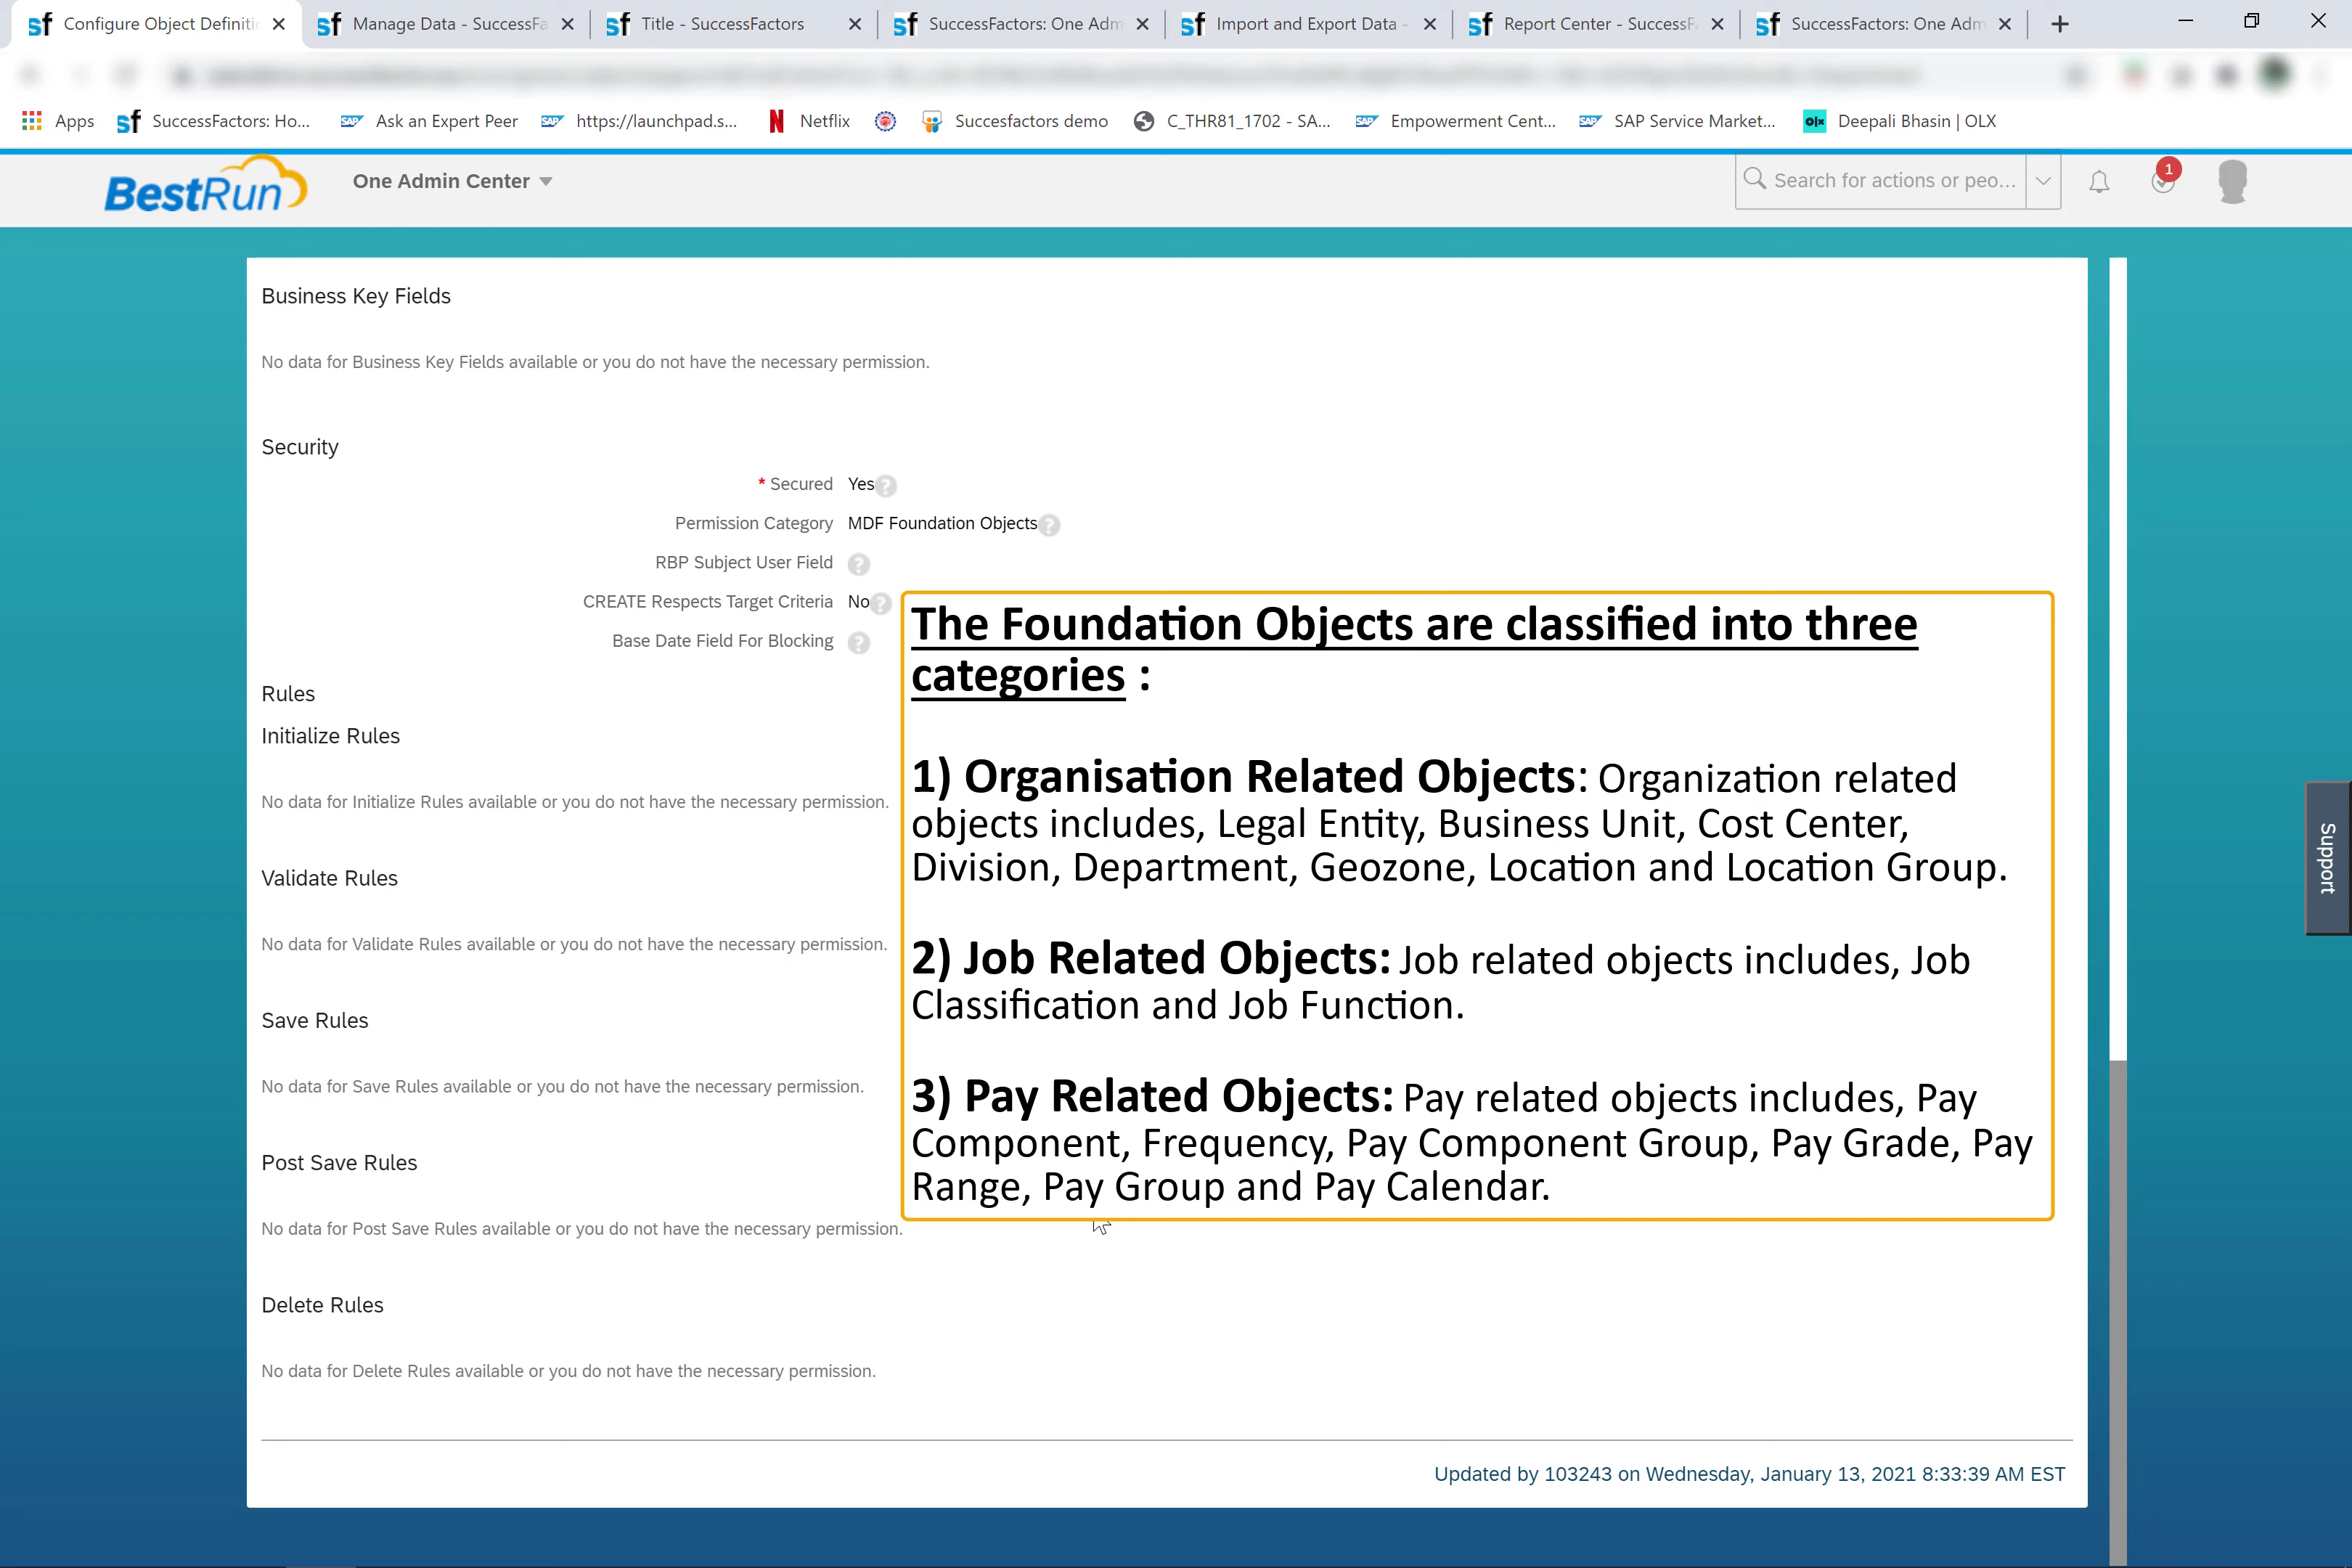 Configure Object Definiti
Manage Data - SuccessFa
Title - SuccessFactors
SuccessFactors: One Adm
Import and Export Data -
Report Center - SuccessF
SuccessFactors: One Adm
Apps
SuccessFactors: Ho...
Ask an Expert Peer
https://launchpad.s...
Netflix
Succesfactors demo
C_THR81_1702 - SA...
Empowerment Cent...
SAP Service Market...
Deepali Bhasin | OLX
BestRun
One Admin Center
Search for actions or peo...
1
Business Key Fields
No data for Business Key Fields available or you do not have the necessary permission.
Security
* Secured Yes
Permission Category MDF Foundation Objects
RBP Subject User Field
CREATE Respects Target Criteria No
Base Date Field For Blocking
Rules
Initialize Rules
No data for Initialize Rules available or you do not have the necessary permission.
Validate Rules
No data for Validate Rules available or you do not have the necessary permission.
Save Rules
No data for Save Rules available or you do not have the necessary permission.
Post Save Rules
No data for Post Save Rules available or you do not have the necessary permission.
Delete Rules
No data for Delete Rules available or you do not have the necessary permission.
The Foundation Objects are classified into three
categories :
1) Organisation Related Objects: Organization related
objects includes, Legal Entity, Business Unit, Cost Center,
Division, Department, Geozone, Location and Location Group.
2) Job Related Objects: Job related objects includes, Job
Classification and Job Function.
3) Pay Related Objects: Pay related objects includes, Pay
Component, Frequency, Pay Component Group, Pay Grade, Pay
Range, Pay Group and Pay Calendar.
Support
Updated by 103243 on Wednesday, January 13, 2021 8:33:39 AM EST